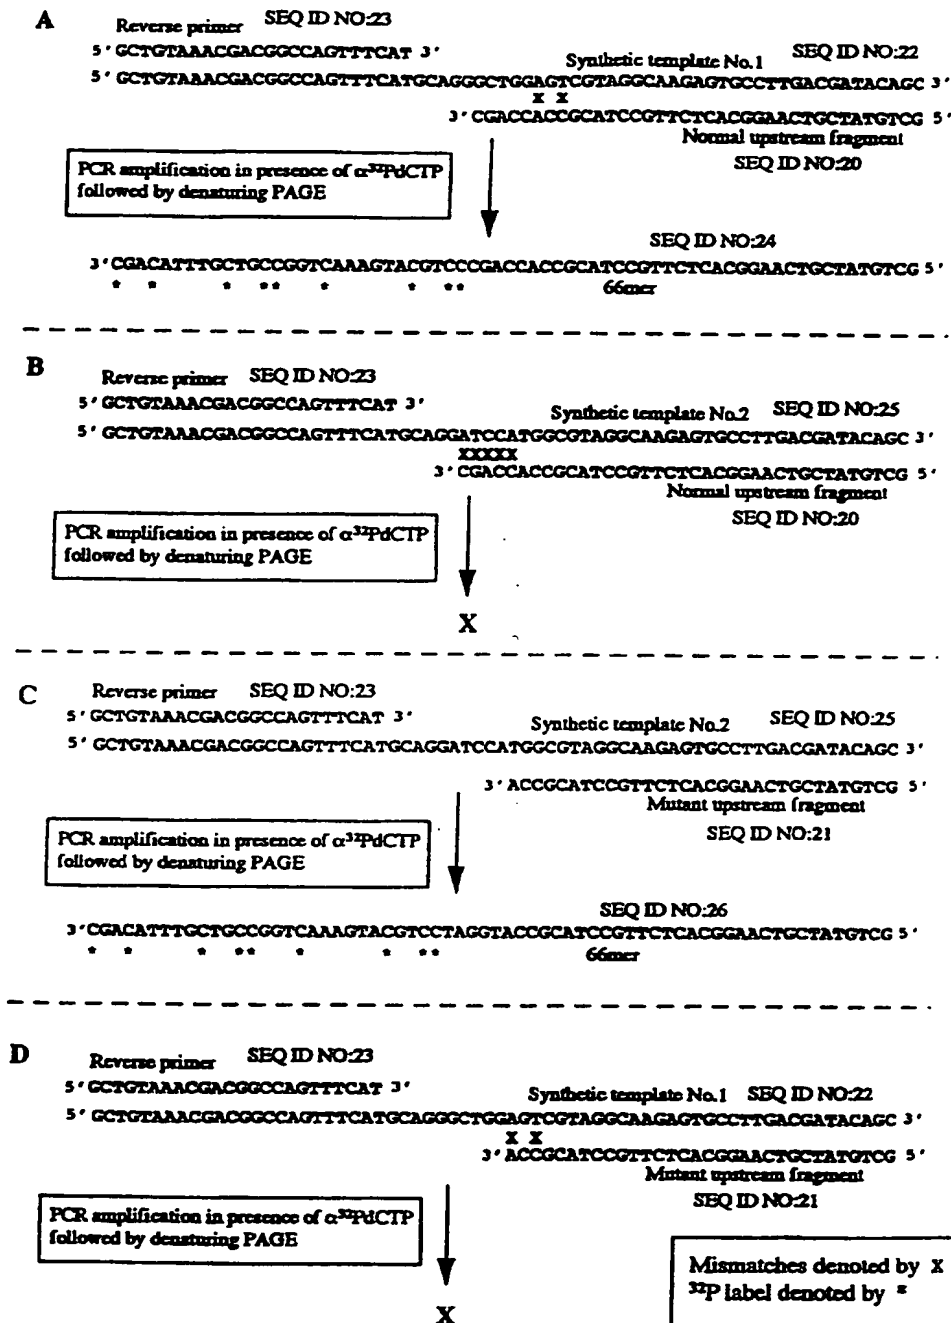 A
Reverse primer SEQ ID NO:23
5'GCTGTAAACGACGGCCAGTTTCAT 3'
Synthetic template No.1 SEQ ID NO:22
5'GCTGTAAACGACGGCCAGTTTCATGCAGGGCTGGAGTCGTAGGCAAGAGTGCCTTGACGATACAGC 3'
X X
3'CGACCACCGCATCCGTTCTCACGGAACTGCTATGTCG 5'
Normal upstream fragment
SEQ ID NO:20
PCR amplification in presence of α³²PdCTP
followed by denaturing PAGE
SEQ ID NO:24
3'CGACATTTGCTGCCGGTCAAAGTACGTCCCGACCACCGCATCCGTTCTCACGGAACTGCTATGTCG 5'
* * * ** * * **
66mer
B
Reverse primer SEQ ID NO:23
5'GCTGTAAACGACGGCCAGTTTCAT 3'
Synthetic template No.2 SEQ ID NO:25
5'GCTGTAAACGACGGCCAGTTTCATGCAGGATCCATGGCGTAGGCAAGAGTGCCTTGACGATACAGC 3'
XXXXX
3'CGACCACCGCATCCGTTCTCACGGAACTGCTATGTCG 5'
Normal upstream fragment
SEQ ID NO:20
PCR amplification in presence of α³²PdCTP
followed by denaturing PAGE
X
C
Reverse primer SEQ ID NO:23
5'GCTGTAAACGACGGCCAGTTTCAT 3'
Synthetic template No.2 SEQ ID NO:25
5'GCTGTAAACGACGGCCAGTTTCATGCAGGATCCATGGCGTAGGCAAGAGTGCCTTGACGATACAGC 3'
3'ACCGCATCCGTTCTCACGGAACTGCTATGTCG 5'
Mutant upstream fragment
SEQ ID NO:21
PCR amplification in presence of α³²PdCTP
followed by denaturing PAGE
SEQ ID NO:26
3'CGACATTTGCTGCCGGTCAAAGTACGTCCTAGGTACCGCATCCGTTCTCACGGAACTGCTATGTCG 5'
* * * ** * * **
66mer
D
Reverse primer SEQ ID NO:23
5'GCTGTAAACGACGGCCAGTTTCAT 3'
Synthetic template No.1 SEQ ID NO:22
5'GCTGTAAACGACGGCCAGTTTCATGCAGGGCTGGAGTCGTAGGCAAGAGTGCCTTGACGATACAGC 3'
X X
3'ACCGCATCCGTTCTCACGGAACTGCTATGTCG 5'
Mutant upstream fragment
SEQ ID NO:21
PCR amplification in presence of α³²PdCTP
followed by denaturing PAGE
X
Mismatches denoted by X
³²P label denoted by *